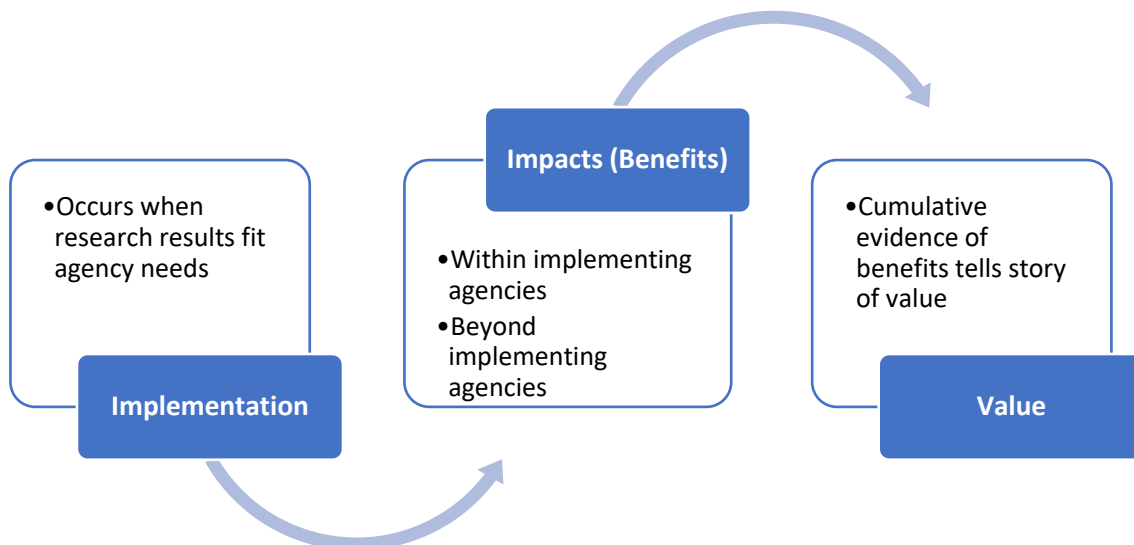 •Occurs when
research results fit
agency needs
Implementation
Impacts (Benefits)
•Within implementing
agencies
•Beyond
implementing
agencies
•Cumulative
evidence of
benefits tells story
of value
Value